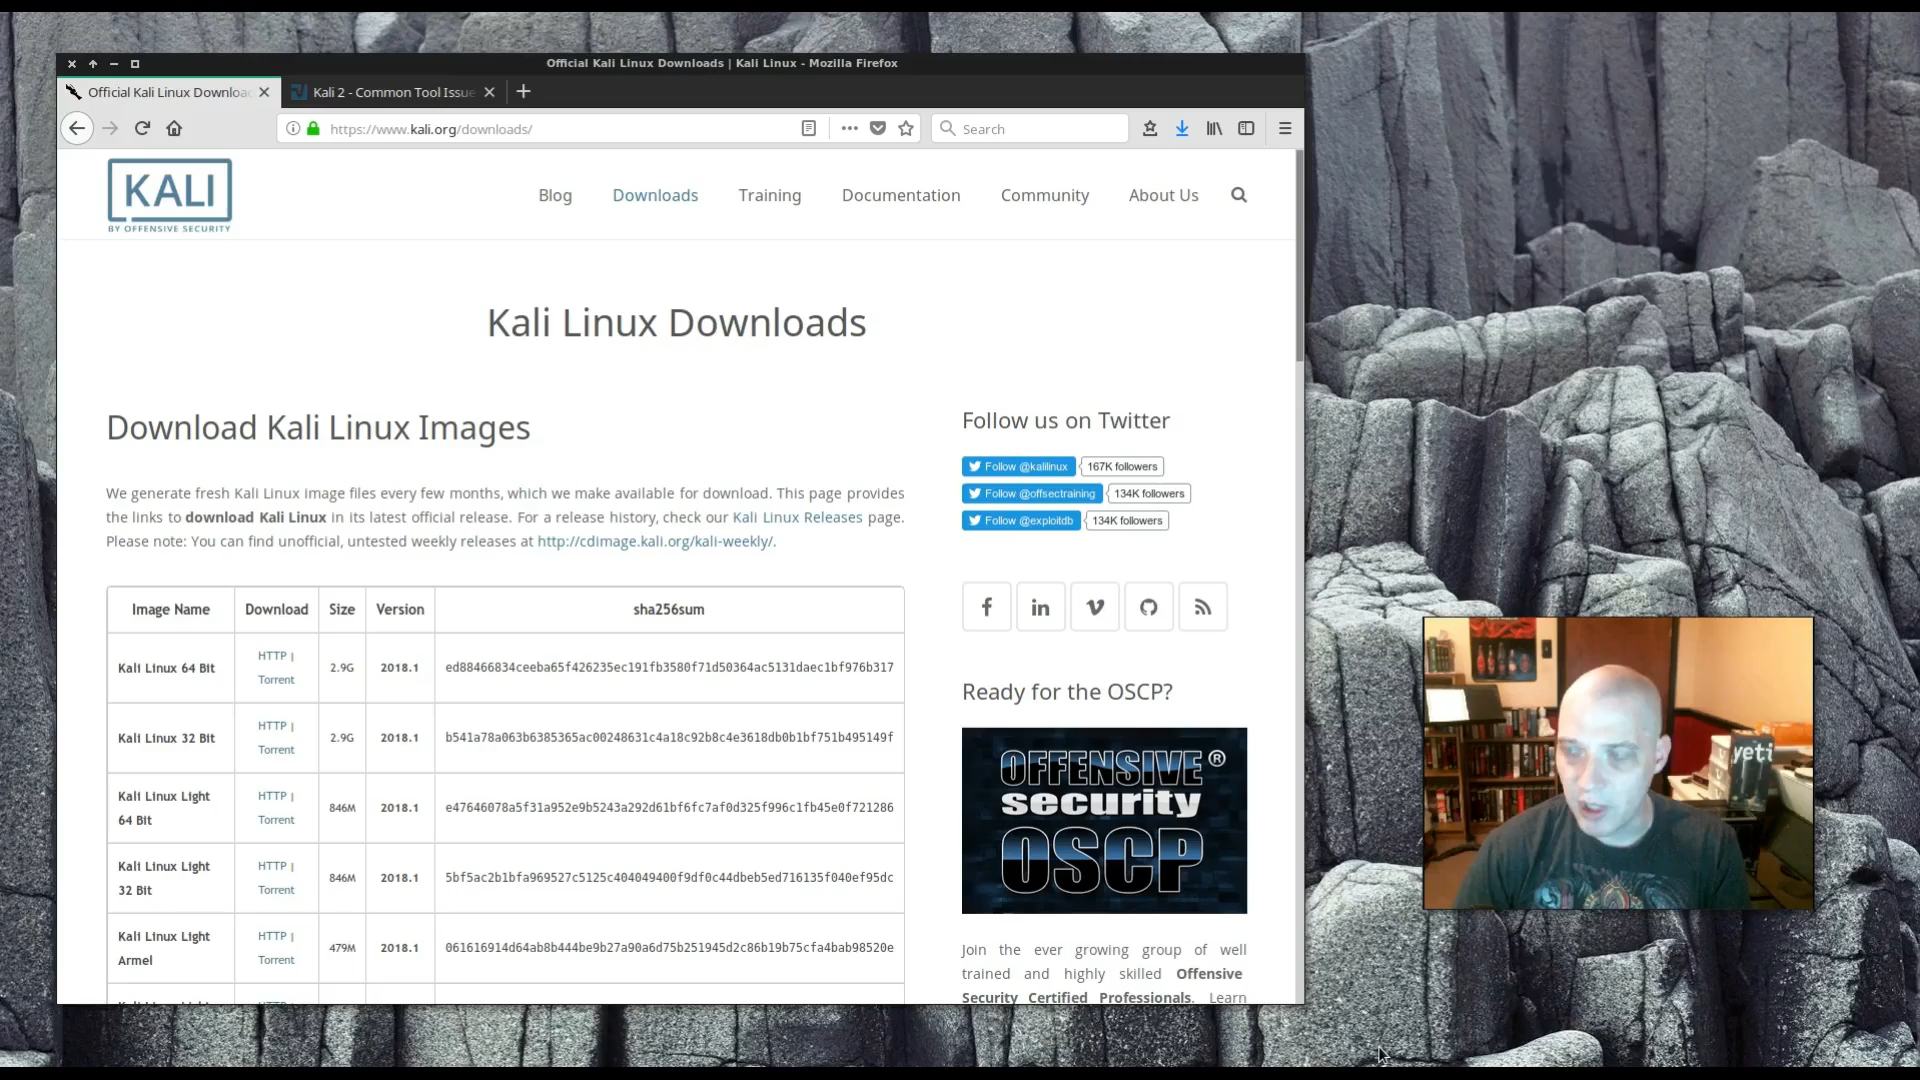 Official Kali Linux Downloads | Kali Linux - Mozilla Firefox
Official Kali Linux Downloa
Kali 2 - Common Tool Issue
https://www.kali.org/downloads/
Search
KALI
BY OFFENSIVE SECURITY
Blog
Downloads
Training
Documentation
Community
About Us
Kali Linux Downloads
Download Kali Linux Images
We generate fresh Kali Linux image files every few months, which we make available for download. This page provides
the links to download Kali Linux in its latest official release. For a release history, check our Kali Linux Releases page.
Please note: You can find unofficial, untested weekly releases at http://cdimage.kali.org/kali-weekly/.
Image Name Download Size Version sha256sum
Kali Linux 64 Bit HTTP | Torrent 2.9G 2018.1 ed88466834ceeba65f426235ec191fb3580f71d50364ac5131daec1bf976b317
Kali Linux 32 Bit HTTP | Torrent 2.9G 2018.1 b541a78a063b6385365ac00248631c4a18c92b8c4e3618db0b1bf751b495149f
Kali Linux Light 64 Bit HTTP | Torrent 846M 2018.1 e47646078a5f31a952e9b5243a292d61bf6fc7af0d325f996c1fb45e0f721286
Kali Linux Light 32 Bit HTTP | Torrent 846M 2018.1 5bf5ac2b1bfa969527c5125c404049400f9df0c44dbeb5ed716135f040ef95dc
Kali Linux Light Armel HTTP | Torrent 479M 2018.1 061616914d64ab8b444be9b27a90a6d75b251945d2c86b19b75cfa4bab98520e
Follow us on Twitter
Follow @kalilinux 167K followers
Follow @offsectraining 134K followers
Follow @exploitdb 134K followers
Ready for the OSCP?
OFFENSIVE®
security
OSCP
Join the ever growing group of well
trained and highly skilled Offensive
Security Certified Professionals. Learn
yeti